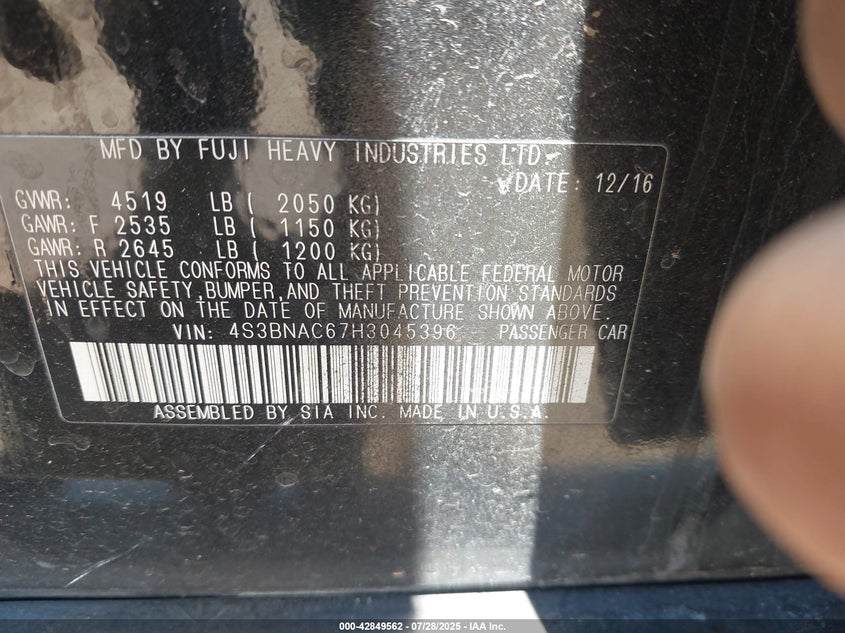 MFD BY FUJI HEAVY INDUSTRIES LTD.
DATE: 12/16
GVWR: 4519 LB ( 2050 KG)
GAWR: F 2535 LB ( 1150 KG)
GAWR: R 2645 LB ( 1200 KG)
THIS VEHICLE CONFORMS TO ALL APPLICABLE FEDERAL MOTOR
VEHICLE SAFETY, BUMPER, AND THEFT PREVENTION STANDARDS
IN EFFECT ON THE DATE OF MANUFACTURE SHOWN ABOVE.
VIN: 4S3BNAC67H3045396 PASSENGER CAR
ASSEMBLED BY SIA INC. MADE IN U.S.A.
000-42849562 07/28/2025 - IAA Inc.